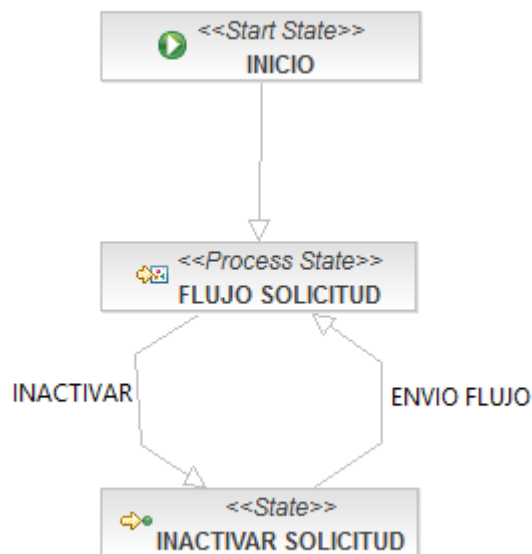 <<Start State>>
INICIO
<<Process State>>
FLUJO SOLICITUD
INACTIVAR
ENVIO FLUJO
<<State>>
INACTIVAR SOLICITUD